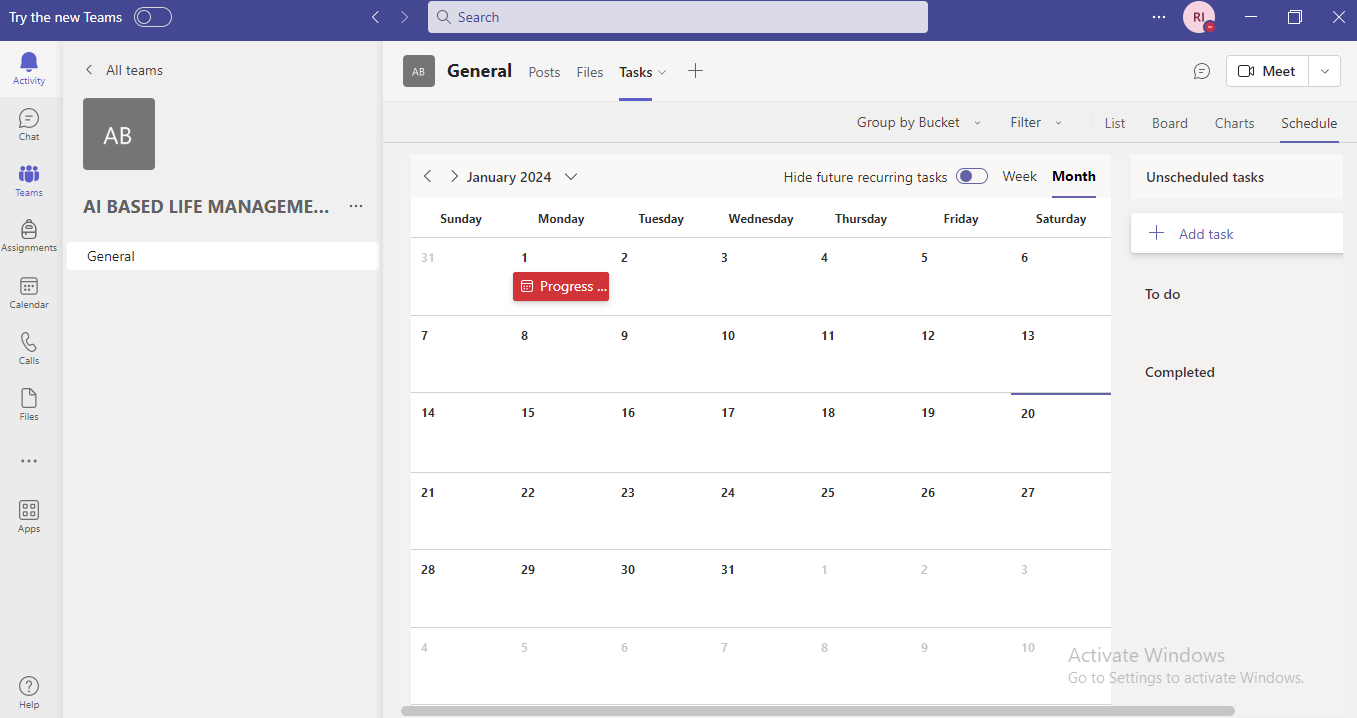 Try the new Teams
Search
RI
Activity
Chat
Teams
Assignments
Calendar
Calls
Files
Apps
Help
All teams
AB
AI BASED LIFE MANAGEME...
General
AB General Posts Files Tasks
Meet
Group by Bucket Filter List Board Charts Schedule
January 2024 Hide future recurring tasks Week Month
Sunday Monday Tuesday Wednesday Thursday Friday Saturday
31 1 2 3 4 5 6
Progress ...
7 8 9 10 11 12 13
14 15 16 17 18 19 20
21 22 23 24 25 26 27
28 29 30 31 1 2 3
4 5 6 7 8 9 10
Unscheduled tasks
Add task
To do
Completed
Activate Windows
Go to Settings to activate Windows.